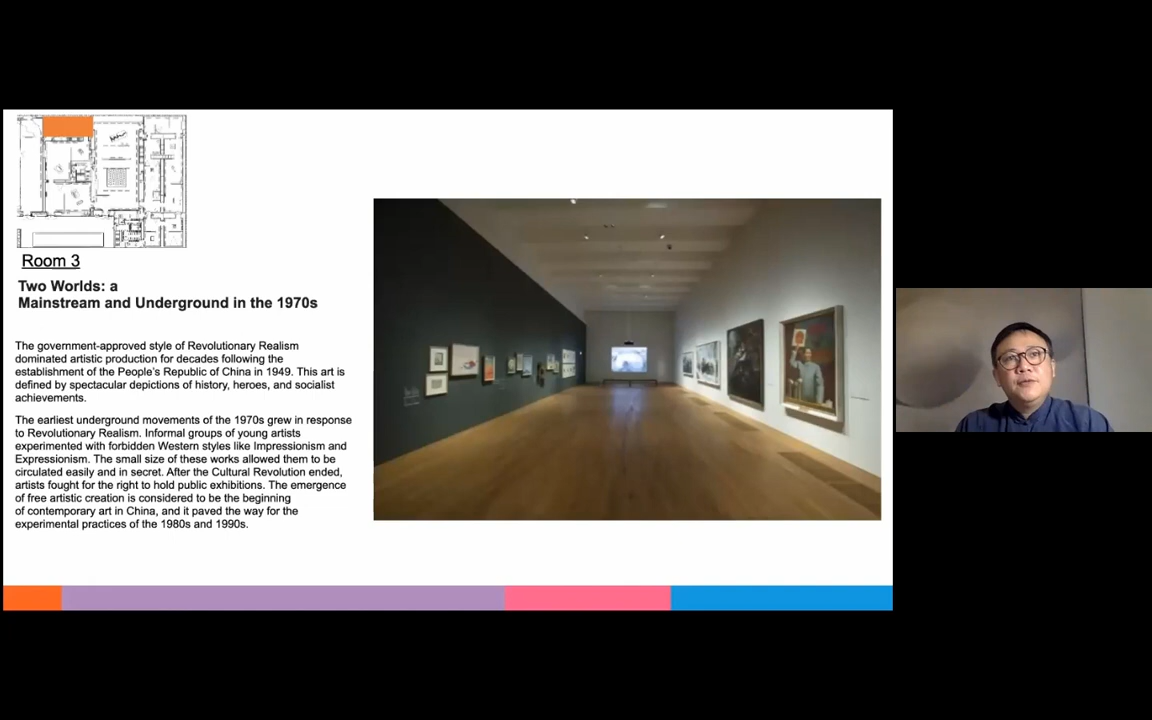 Room 3
Two Worlds: a
Mainstream and Underground in the 1970s
The government-approved style of Revolutionary Realism
dominated artistic production for decades following the
establishment of the People's Republic of China in 1949. This art is
defined by spectacular depictions of history, heroes, and socialist
achievements.
The earliest underground movements of the 1970s grew in response
to Revolutionary Realism. Informal groups of young artists
experimented with forbidden Western styles like Impressionism and
Expressionism. The small size of these works allowed them to be
circulated easily and in secret. After the Cultural Revolution ended,
artists fought for the right to hold public exhibitions. The emergence
of free artistic creation is considered to be the beginning
of contemporary art in China, and it paved the way for the
experimental practices of the 1980s and 1990s.